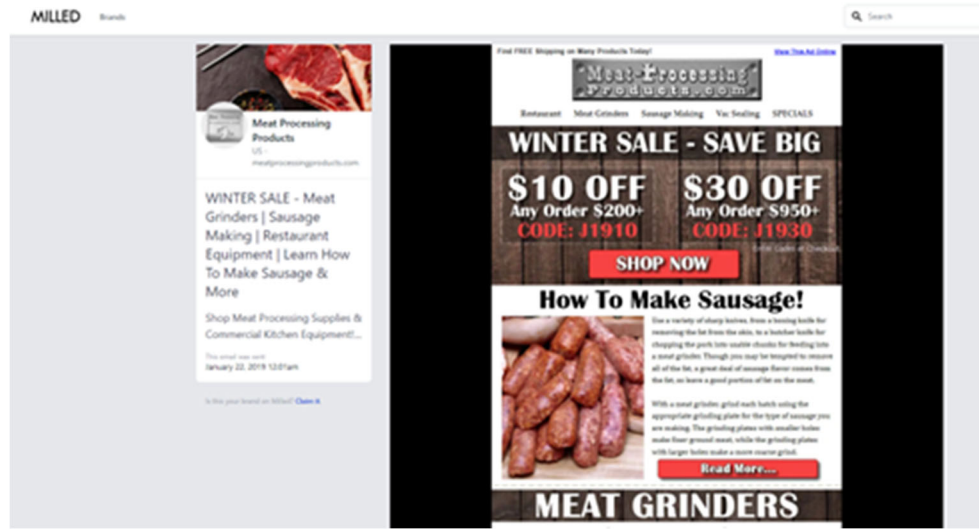 MILLED
Brands
Search
Meat Processing
Products
US -
meatprocessingproducts.com
WINTER SALE - Meat
Grinders | Sausage
Making | Restaurant
Equipment | Learn How
To Make Sausage &
More
Shop Meat Processing Supplies &
Commercial Kitchen Equipment!...
This email was sent
January 22, 2019 12:01am
Is this your brand on Milled? Claim it.
Find FREE Shipping on Many Products Today!
View This Ad Online
Meat-Processing
Products.com
Restaurant Meat Grinders Sausage Making Vac Sealing SPECIALS
WINTER SALE - SAVE BIG
$10 OFF
Any Order $200+
CODE: J1910
$30 OFF
Any Order $950+
CODE: J1930
Enter Codes at Checkout
SHOP NOW
How To Make Sausage!
Use a variety of sharp knives, from a boning knife for
removing the fat from the skin, to a butcher knife for
chopping the pork into usable chunks for feeding into
a meat grinder. Though you may be tempted to remove
all of the fat, a great deal of sausage flavor comes from
the fat, so leave a good portion of fat on the meat.
With a meat grinder, grind each batch using the
appropriate grinding plate for the type of sausage you
are making. The grinding plates with smaller holes
make finer ground meat, while the grinding plates
with larger holes make a more coarse grind.
Read More...
MEAT GRINDERS